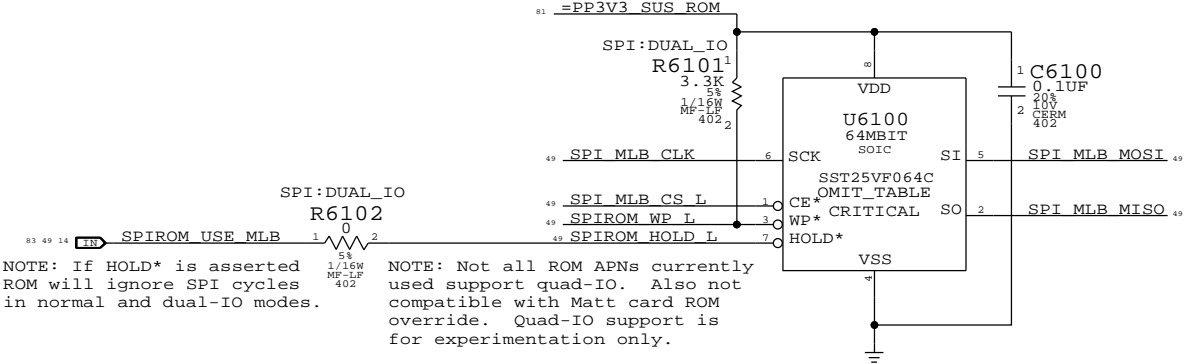 81 =PP3V3_SUS_ROM
SPI:DUAL_IO
R6101
1
3.3K
5%
1/16W
MF-LF
402
2
8
VDD
U6100
64MBIT
SOIC
SST25VF064C
OMIT_TABLE
CRITICAL
1 C6100
0.1UF
20%
10V
2 CERM
402
49 SPI_MLB_CLK 6 SCK
SI 5 SPI_MLB_MOSI 49
49 SPI_MLB_CS_L 1 CE*
49 SPIROM_WP_L 3 WP*
SO 2 SPI_MLB_MISO 49
49 SPIROM_HOLD_L 7 HOLD*
VSS
4
SPI:DUAL_IO
R6102
0
83 49 14 IN SPIROM_USE_MLB 1 2
5%
1/16W
MF-LF
402
NOTE: If HOLD* is asserted
ROM will ignore SPI cycles
in normal and dual-IO modes.
NOTE: Not all ROM APNs currently
used support quad-IO.  Also not
compatible with Matt card ROM
override.  Quad-IO support is
for experimentation only.